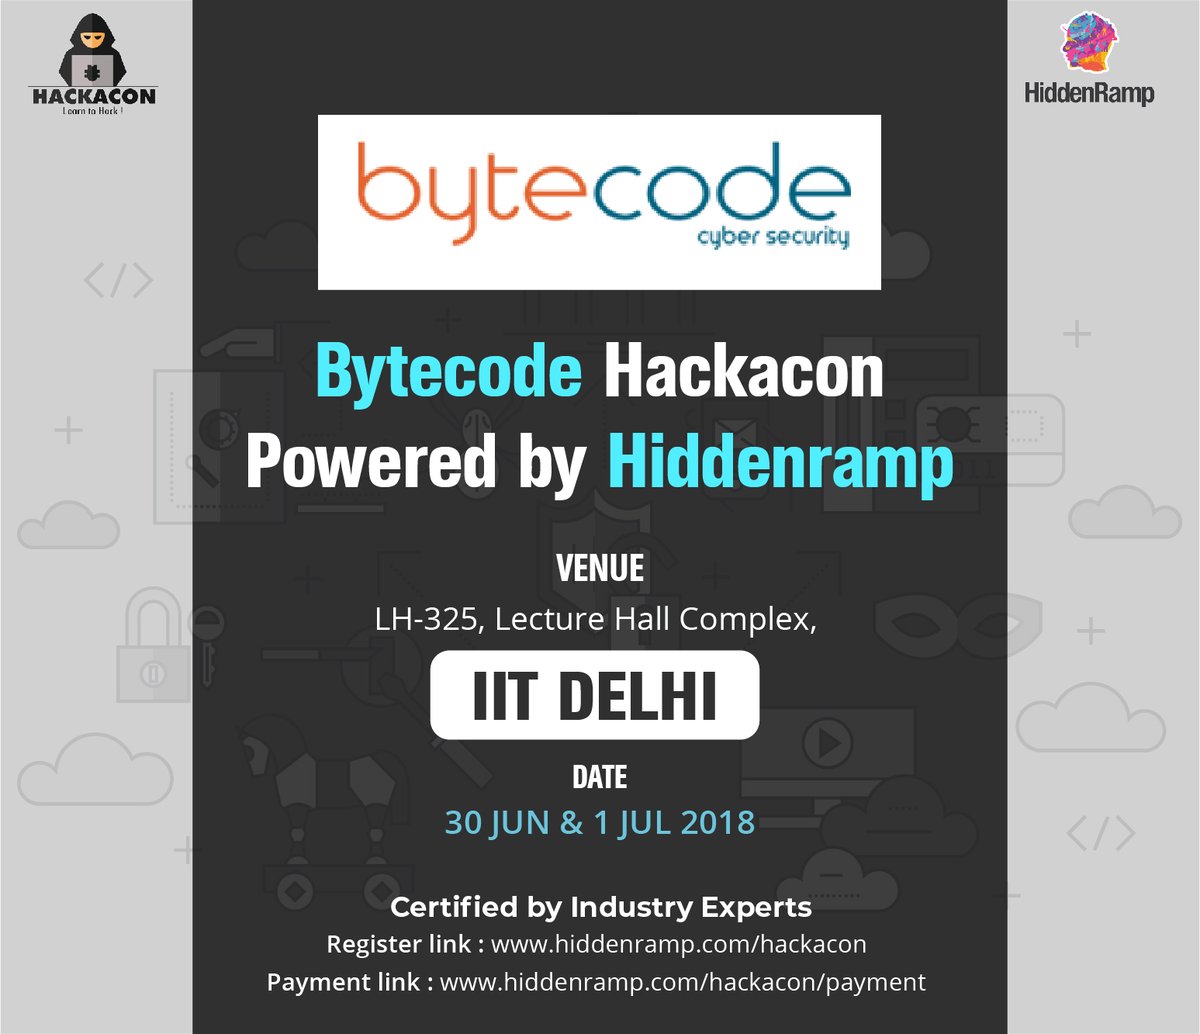 HACKACON
Learn to Hack !
HiddenRamp
bytecode
cyber security
Bytecode Hackacon
Powered by Hiddenramp
VENUE
LH-325, Lecture Hall Complex,
IIT DELHI
DATE
30 JUN & 1 JUL 2018
Certified by Industry Experts
Register link : www.hiddenramp.com/hackacon
Payment link : www.hiddenramp.com/hackacon/payment